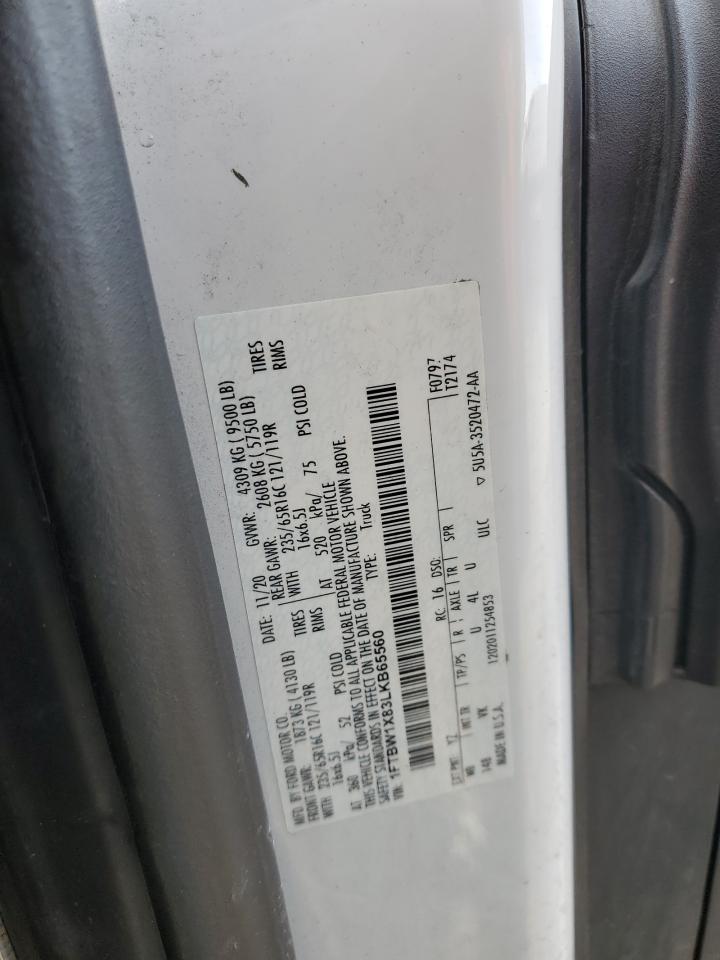 MFD. BY FORD MOTOR CO. DATE: 11/20 GVWR: 4309 KG ( 9500 LB)
FRONT GAWR: 1873 KG ( 4130 LB) REAR GAWR: 2608 KG ( 5750 LB)
WITH 235/65R16C 121/119R TIRES WITH 235/65R16C 121/119R TIRES
16x6.5J RIMS 16x6.5J RIMS
AT 360 kPa/ 52 PSI COLD AT 520 kPa/ 75 PSI COLD
THIS VEHICLE CONFORMS TO ALL APPLICABLE FEDERAL MOTOR VEHICLE
SAFETY STANDARDS IN EFFECT ON THE DATE OF MANUFACTURE SHOWN ABOVE.
VIN: 1FTBW1X83LKB65560 TYPE: Truck
F0797
EXT PNT: YZ RC: 16 DSO: T2174
WB INT TR TP/PS R AXLE TR SPR
148 VK U 4L U
MADE IN U.S.A. 1202011254853 ULC ▽ 5U5A-3520472-AA